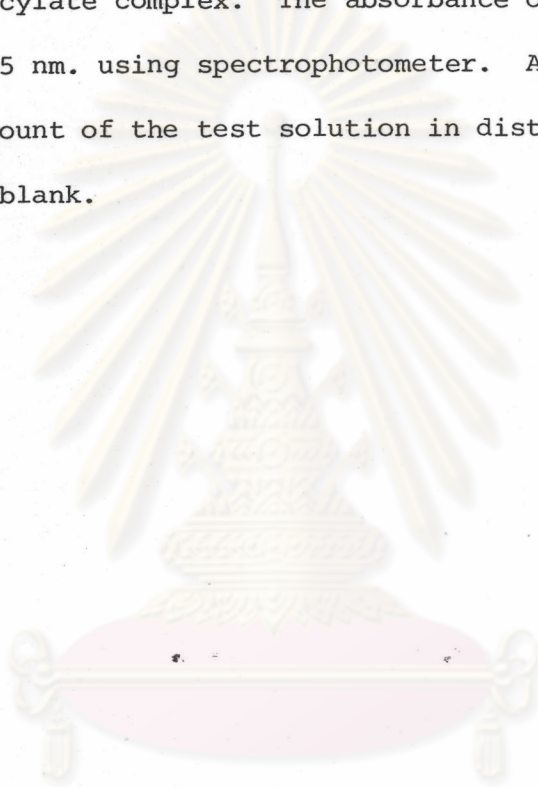 cylate complex. The absorbance o
5 nm. using spectrophotometer. A
ount of the test solution in dist
blank.